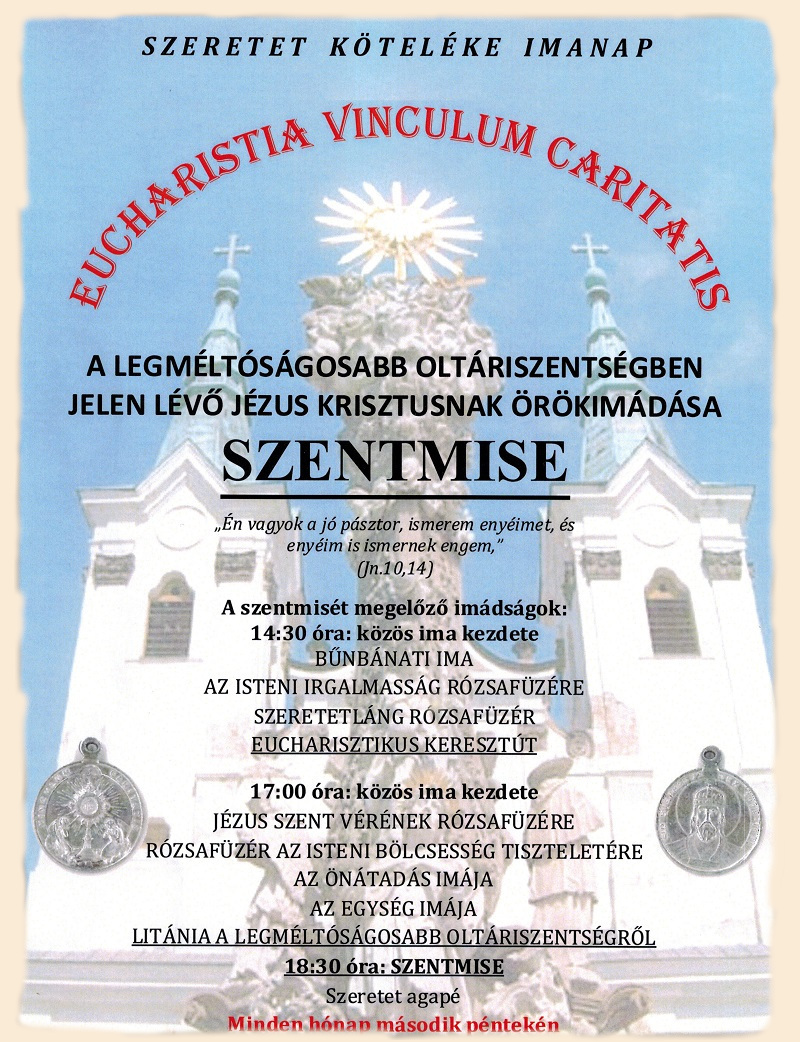 SZERETET KÖTELÉKE IMANAP
EUCHARISTIA VINCULUM CARITATIS
A LEGMÉLTÓSÁGOSABB OLTÁRISZENTSÉGBEN
JELEN LÉVŐ JÉZUS KRISZTUSNAK ÖRÖKIMÁDÁSA
SZENTMISE
„Én vagyok a jó pásztor, ismerem enyéimet, és
enyéim is ismernek engem,”
(Jn.10,14)
A szentmisét megelőző imádságok:
14:30 óra: közös ima kezdete
BŰNBÁNATI IMA
AZ ISTENI IRGALMASSÁG RÓZSAFÜZÉRE
SZERETETLÁNG RÓZSAFÜZÉR
EUCHARISZTIKUS KERESZTÚT
17:00 óra: közös ima kezdete
JÉZUS SZENT VÉRÉNEK RÓZSAFÜZÉRE
RÓZSAFÜZÉR AZ ISTENI BÖLCSESSÉG TISZTELETÉRE
AZ ÖNÁTADÁS IMÁJA
AZ EGYSÉG IMÁJA
LITÁNIA A LEGMÉLTÓSÁGOSABB OLTÁRISZENTSÉGRŐL
18:30 óra: SZENTMISE
Szeretet agapé
Minden hónap második péntekén